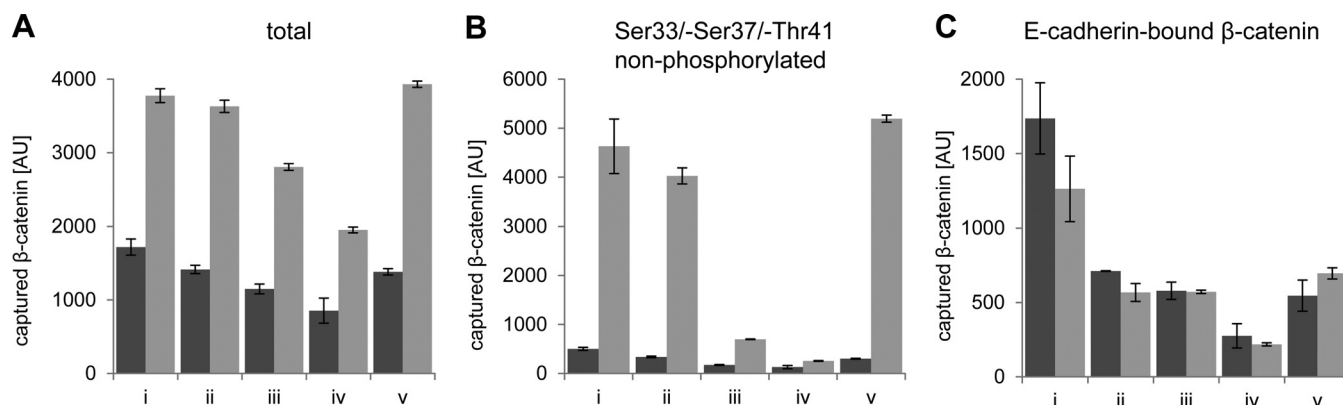 A
total
captured β-catenin [AU]
4000
3000
2000
1000
0
i ii iii iv v
B
Ser33/-Ser37/-Thr41
non-phosphorylated
captured β-catenin [AU]
6000
5000
4000
3000
2000
1000
0
i ii iii iv v
C
E-cadherin-bound β-catenin
captured β-catenin [AU]
2000
1500
1000
500
0
i ii iii iv v